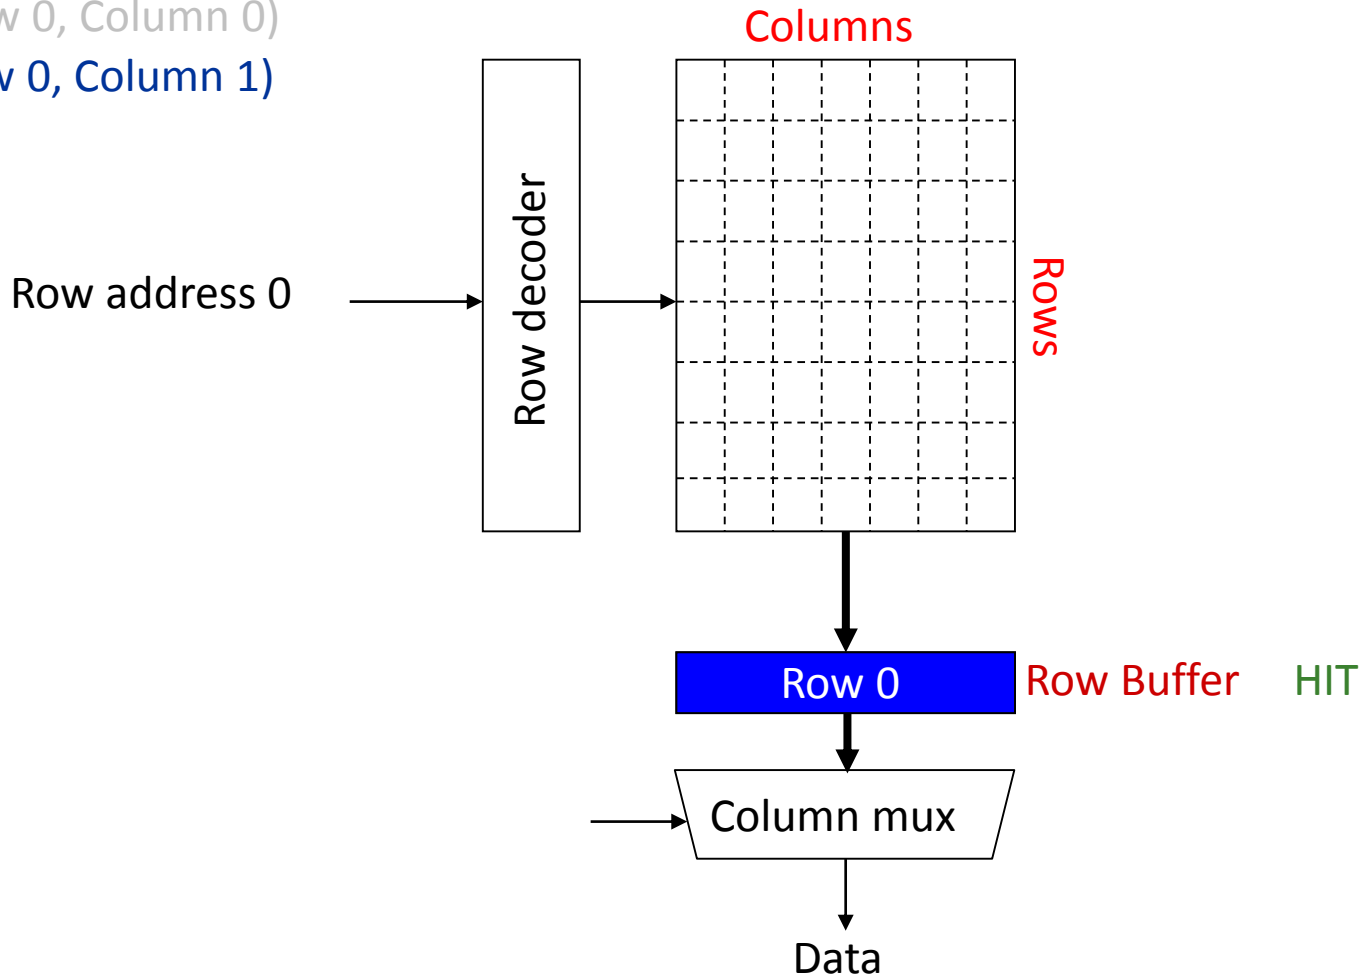 w 0, Column 0)
w 0, Column 1)
Columns
Row decoder
Row address 0
Rows
Row 0
Row Buffer
HIT
Column mux
Data